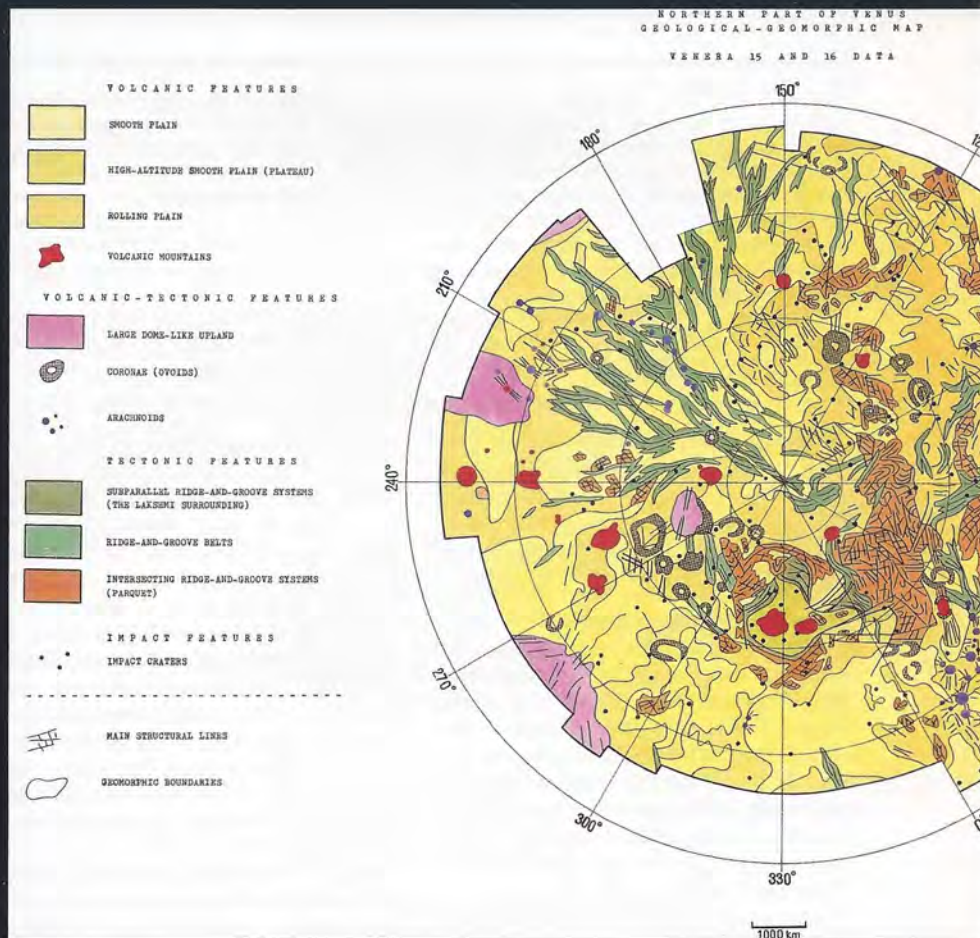 NORTHERN PART OF VENUS
GEOLOGICAL-GEOMORPHIC MAP
VENERA 15 AND 16 DATA
VOLCANIC FEATURES
SMOOTH PLAIN
HIGH-ALTITUDE SMOOTH PLAIN (PLATEAU)
ROLLING PLAIN
VOLCANIC MOUNTAINS
VOLCANIC-TECTONIC FEATURES
LARGE DOME-LIKE UPLAND
CORONAE (OVOIDS)
ARACHNOIDS
TECTONIC FEATURES
SUBPARALLEL RIDGE-AND-GROOVE SYSTEMS
(THE LAKSEMI SURROUNDING)
RIDGE-AND-GROOVE BELTS
INTERSECTING RIDGE-AND-GROOVE SYSTEMS
(PARQUET)
IMPACT FEATURES
IMPACT CRATERS
MAIN STRUCTURAL LINES
GEOMORPHIC BOUNDARIES
150°
180°
210°
240°
270°
300°
330°
1000 km